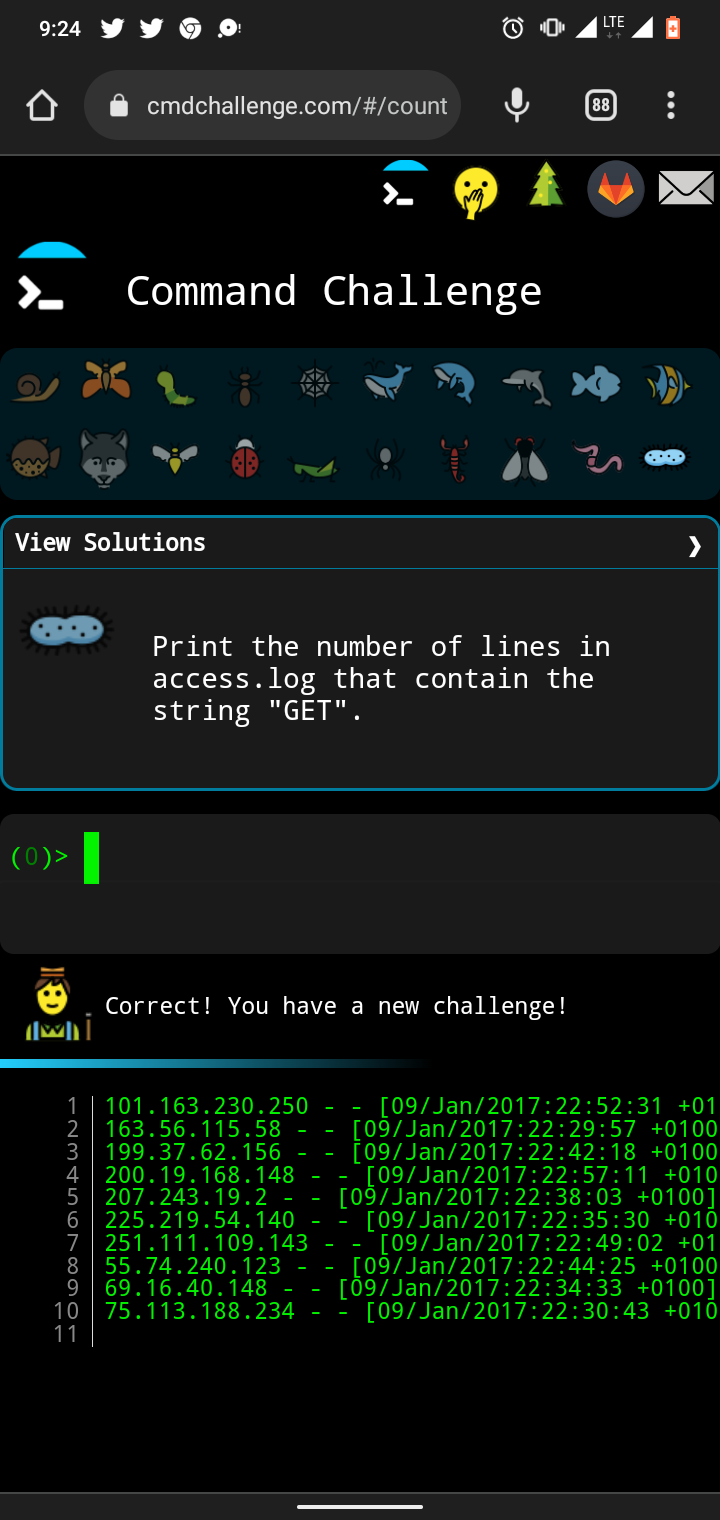 9:24
LTE
cmdchallenge.com/#/count
88
Command Challenge
View Solutions
Print the number of lines in
access.log that contain the
string "GET".
(0)>
Correct! You have a new challenge!
1 101.163.230.250 - - [09/Jan/2017:22:52:31 +01
2 163.56.115.58 - - [09/Jan/2017:22:29:57 +0100
3 199.37.62.156 - - [09/Jan/2017:22:42:18 +0100
4 200.19.168.148 - - [09/Jan/2017:22:57:11 +010
5 207.243.19.2 - - [09/Jan/2017:22:38:03 +0100]
6 225.219.54.140 - - [09/Jan/2017:22:35:30 +010
7 251.111.109.143 - - [09/Jan/2017:22:49:02 +01
8 55.74.240.123 - - [09/Jan/2017:22:44:25 +0100
9 69.16.40.148 - - [09/Jan/2017:22:34:33 +0100]
10 75.113.188.234 - - [09/Jan/2017:22:30:43 +010
11